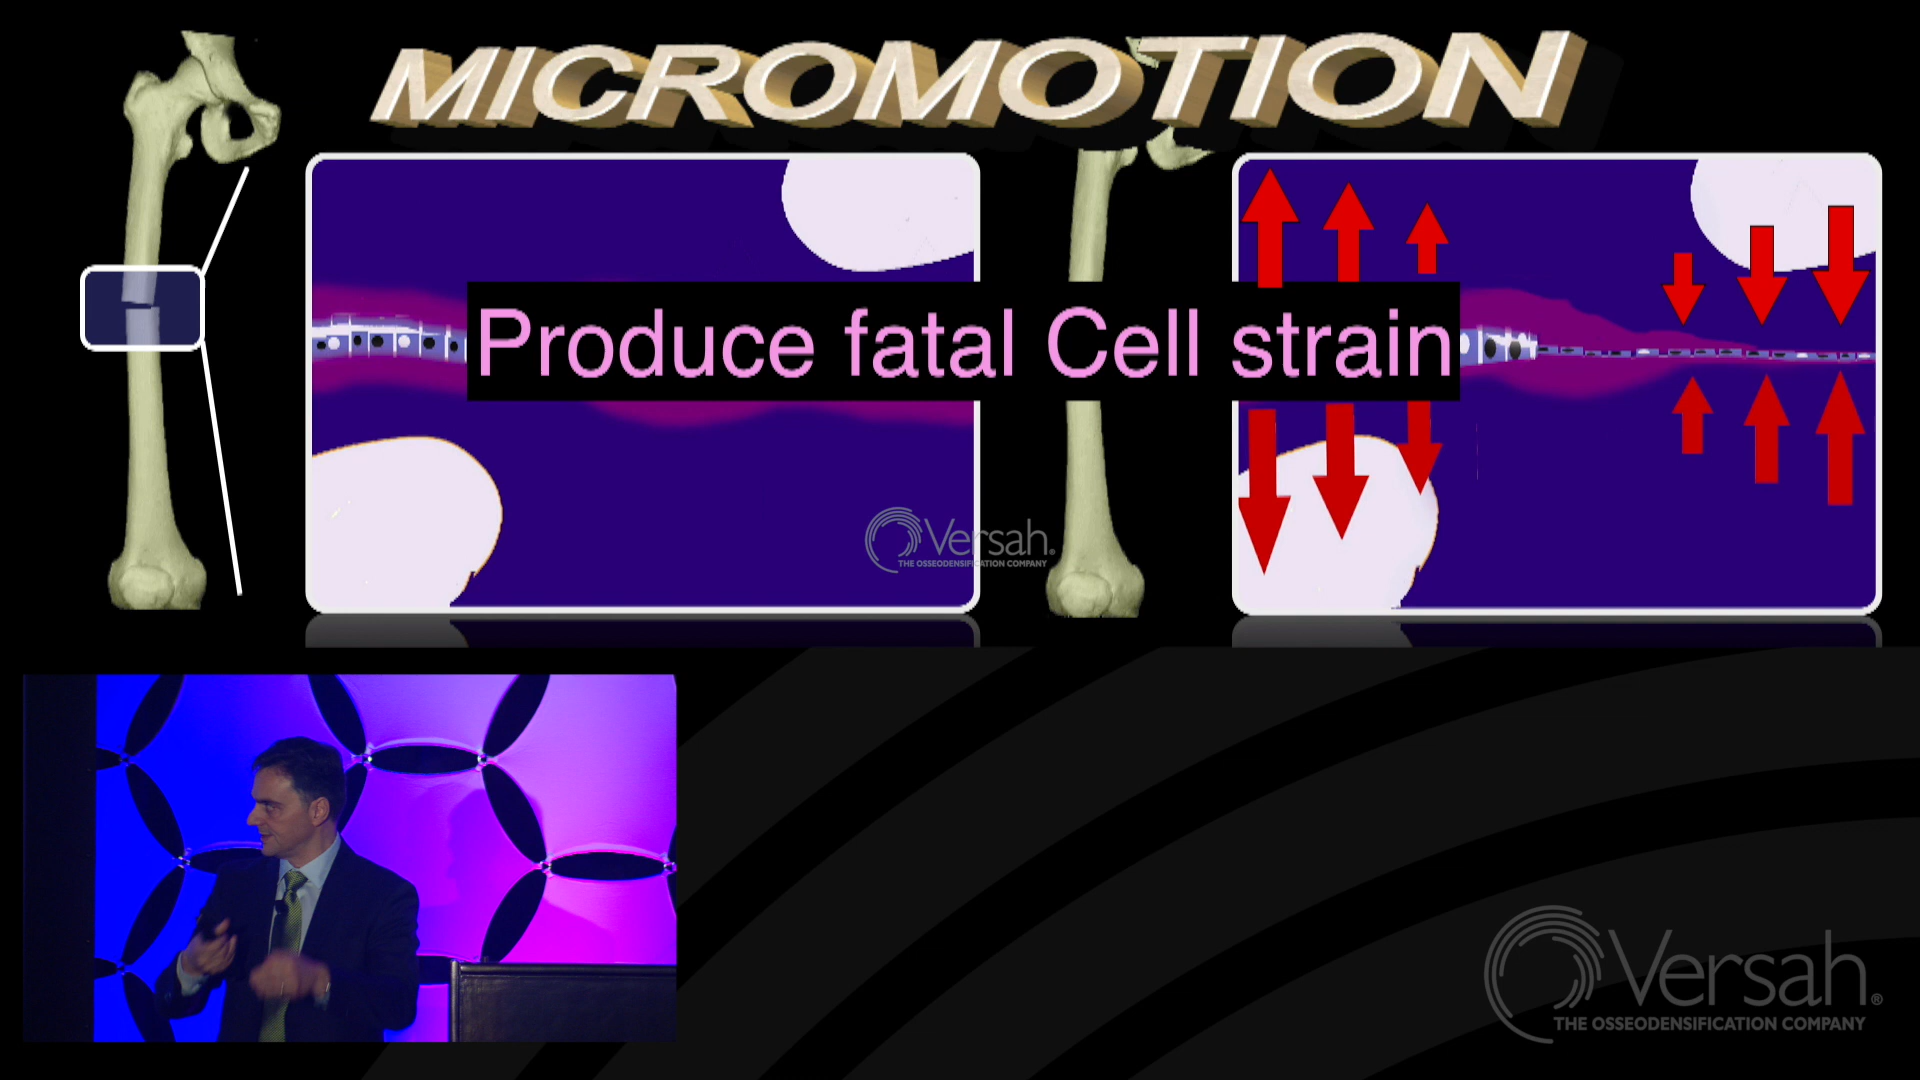 MICROMOTION
Produce fatal Cell strain
Versah®
THE OSSEODENSIFICATION COMPANY
Versah®
THE OSSEODENSIFICATION COMPANY